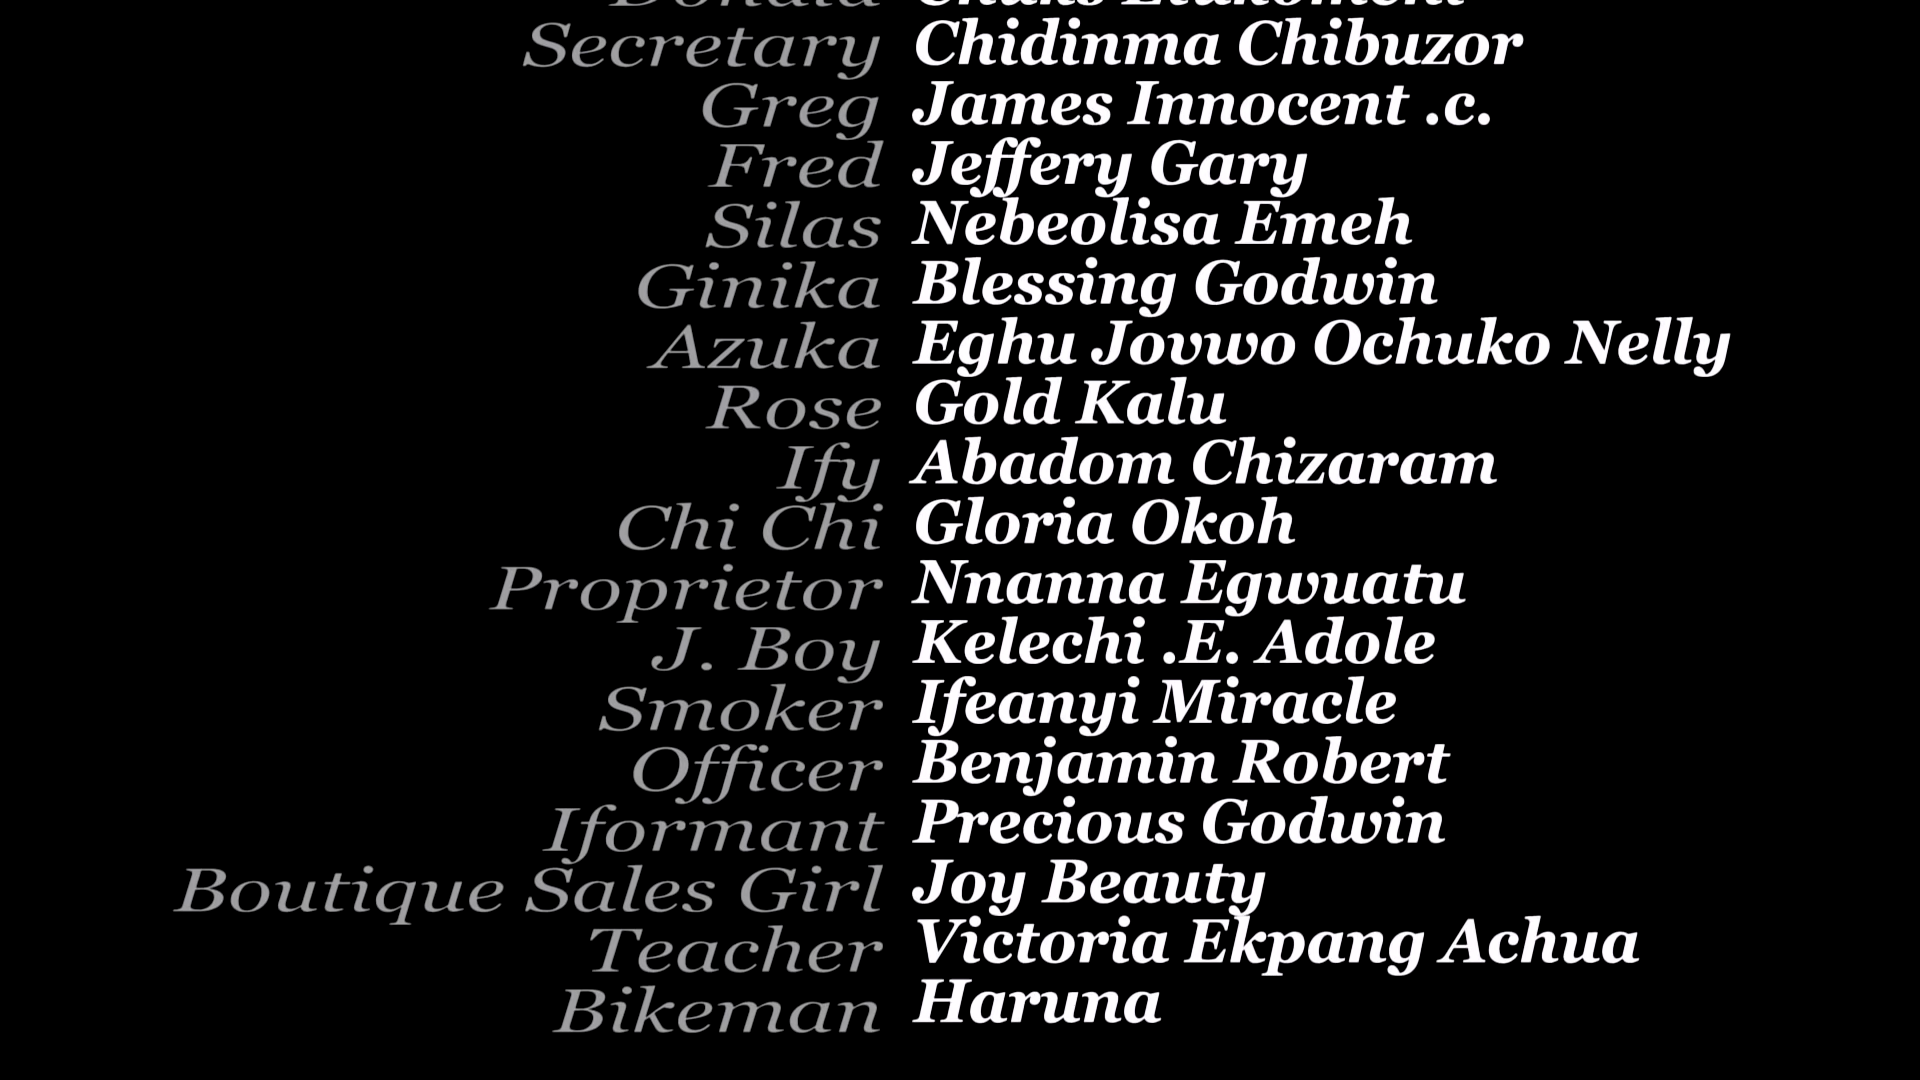 Secretary Chidinma Chibuzor
Greg James Innocent .c.
Fred Jeffery Gary
Silas Nebeolisa Emeh
Ginika Blessing Godwin
Azuka Eghu Jovwo Ochuko Nelly
Rose Gold Kalu
Ify Abadom Chizaram
Chi Chi Gloria Okoh
Proprietor Nnanna Egwuatu
J. Boy Kelechi .E. Adole
Smoker Ifeanyi Miracle
Officer Benjamin Robert
Iformant Precious Godwin
Boutique Sales Girl Joy Beauty
Teacher Victoria Ekpang Achua
Bikeman Haruna